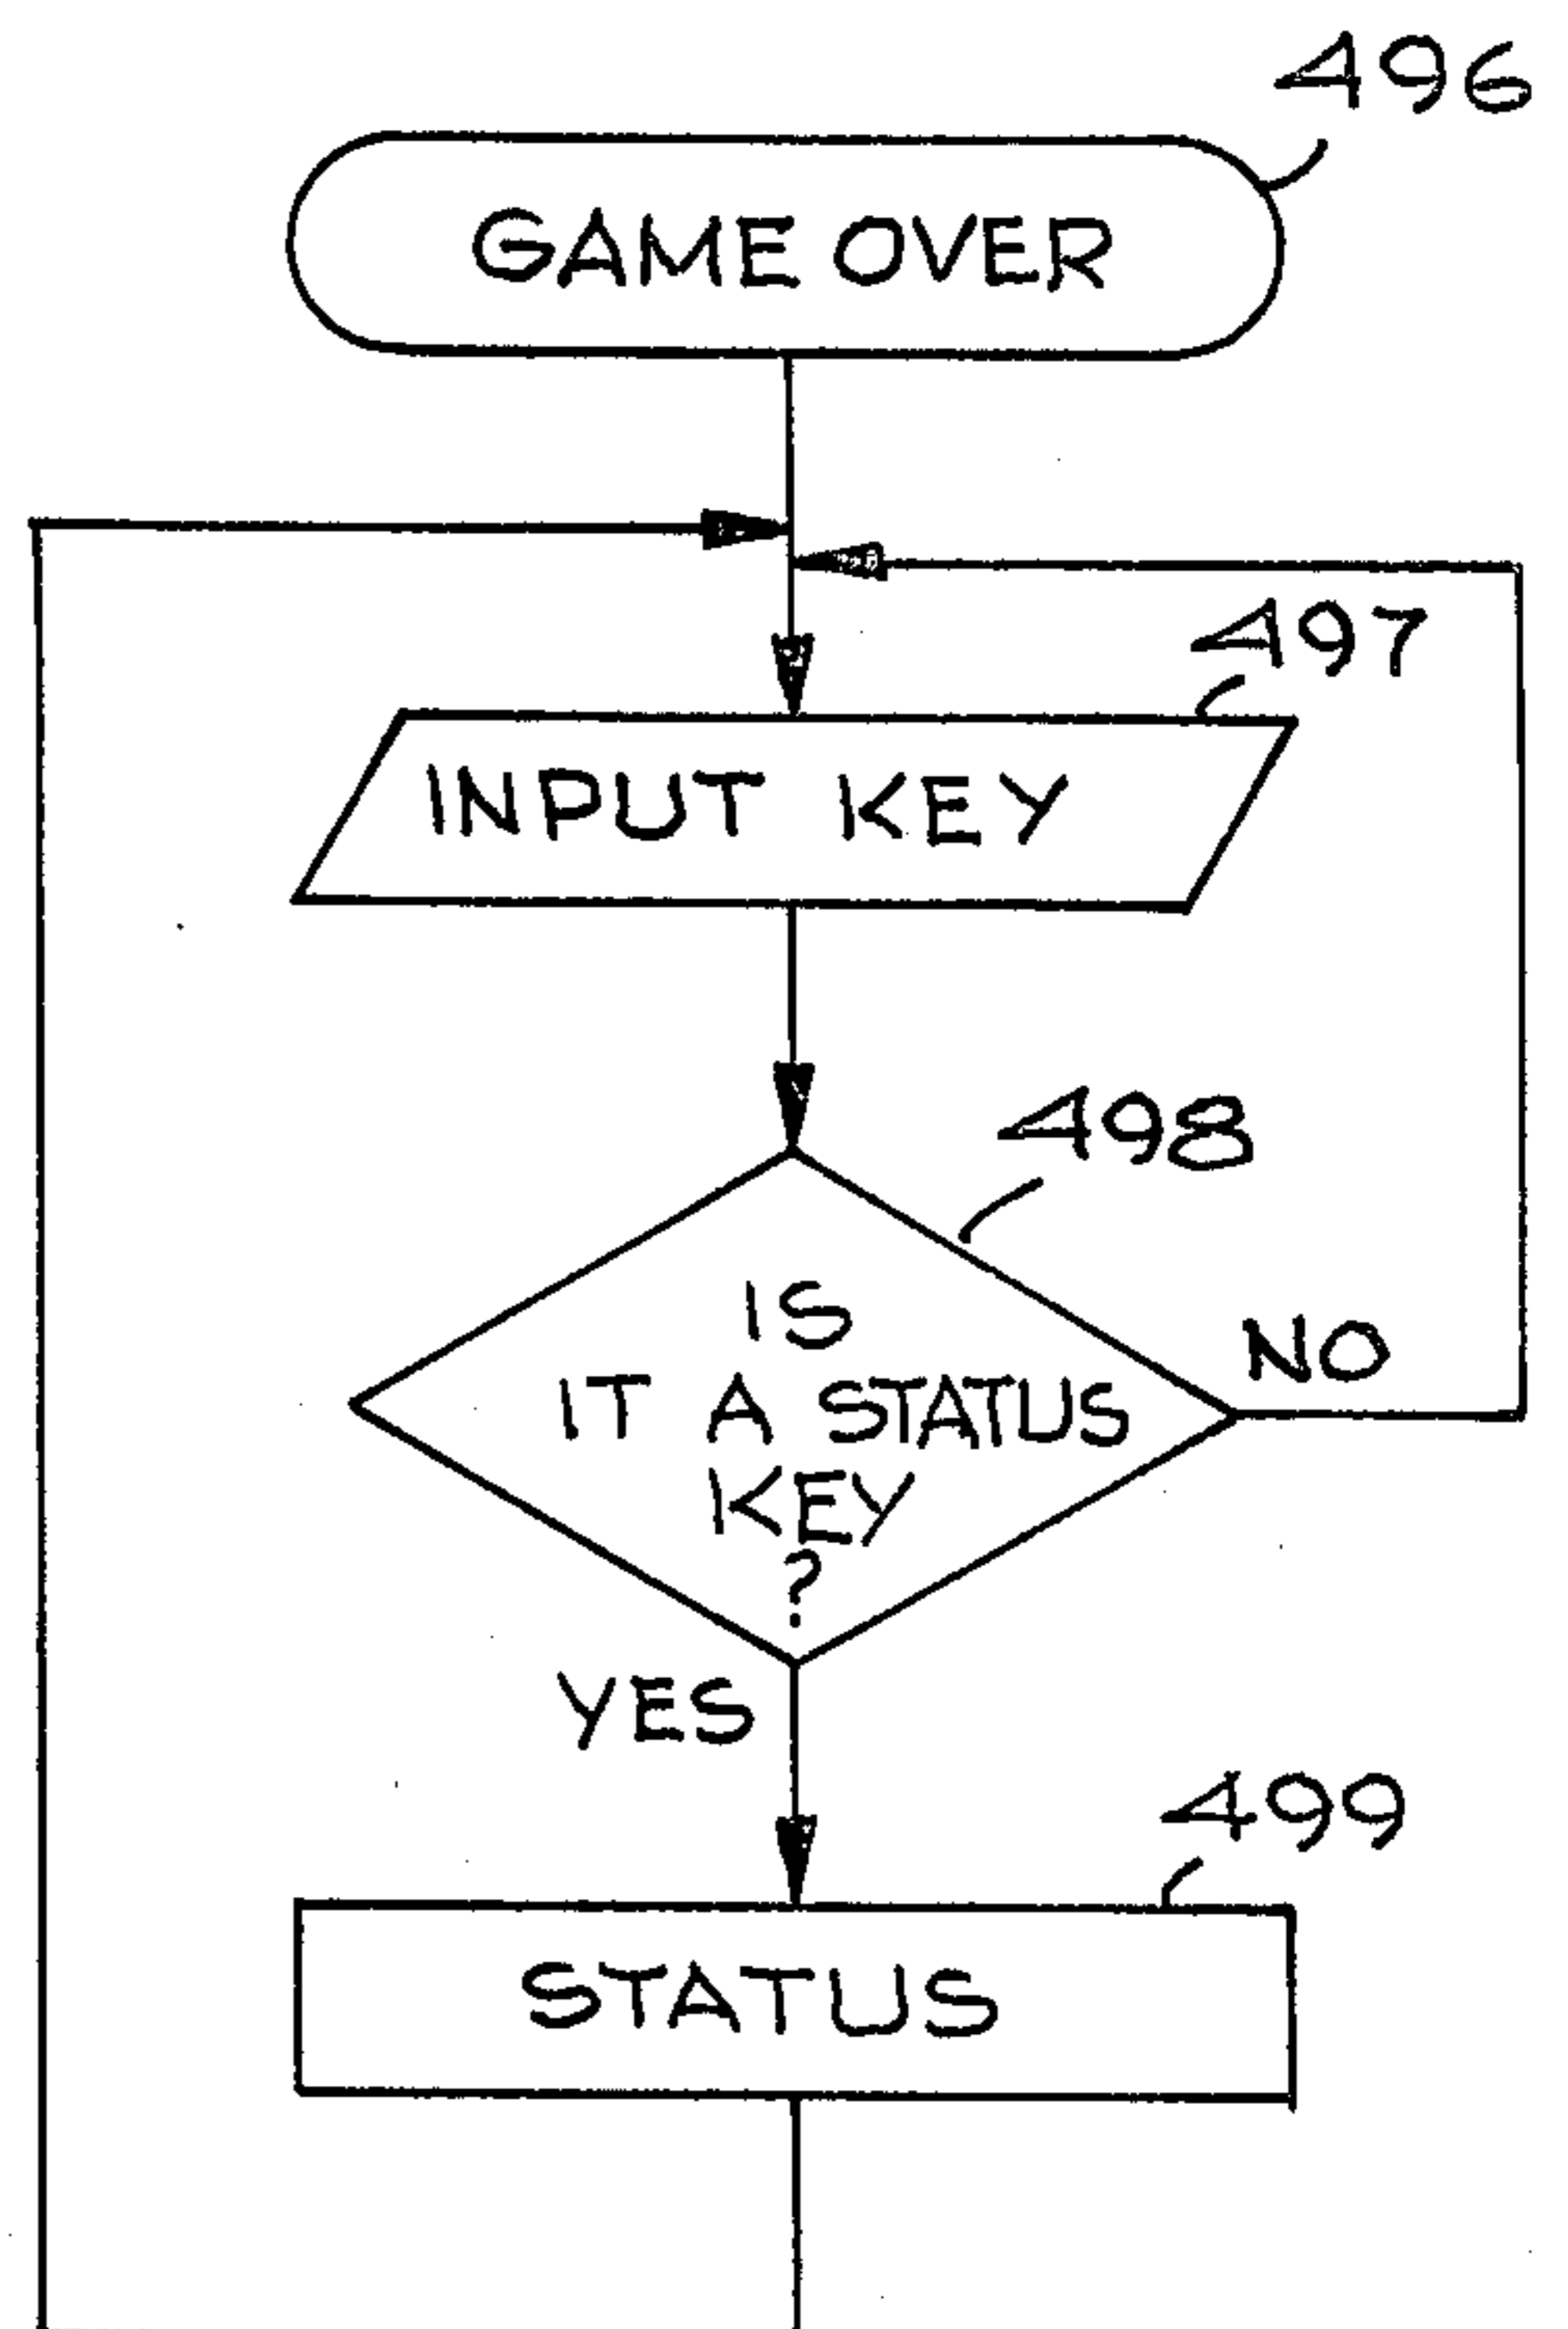 496
GAME OVER
497
INPUT KEY
498
IS
IT A STATUS
KEY
?
NO
YES
499
STATUS